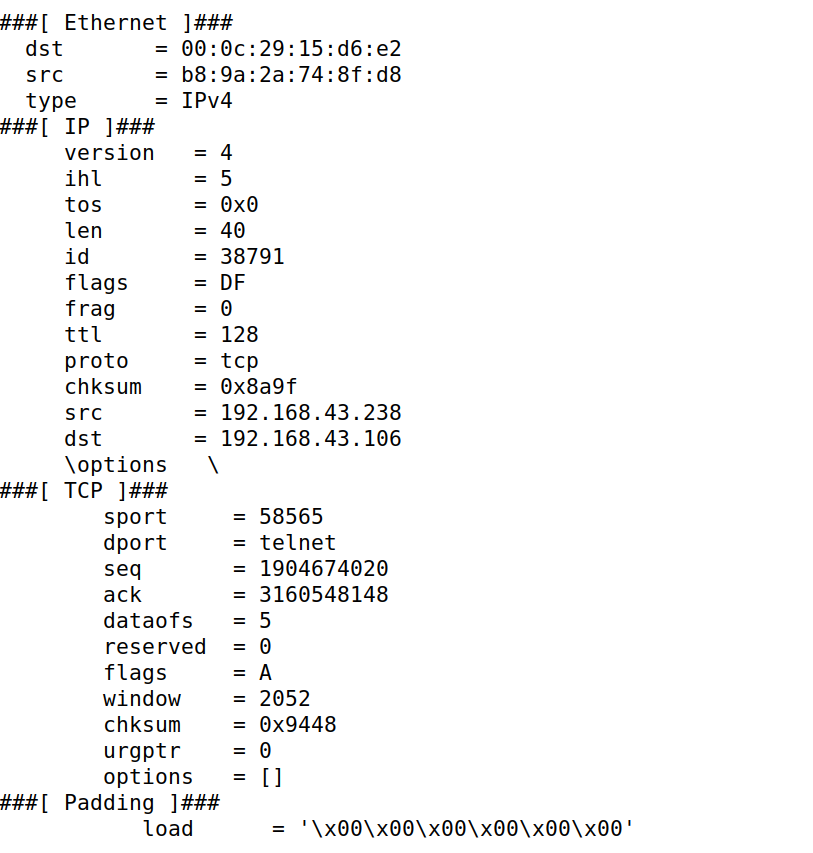 ###[ Ethernet ]###
  dst       = 00:0c:29:15:d6:e2
  src       = b8:9a:2a:74:8f:d8
  type      = IPv4
###[ IP ]###
     version   = 4
     ihl       = 5
     tos       = 0x0
     len       = 40
     id        = 38791
     flags     = DF
     frag      = 0
     ttl       = 128
     proto     = tcp
     chksum    = 0x8a9f
     src       = 192.168.43.238
     dst       = 192.168.43.106
     \options   \
###[ TCP ]###
        sport     = 58565
        dport     = telnet
        seq       = 1904674020
        ack       = 3160548148
        dataofs   = 5
        reserved  = 0
        flags     = A
        window    = 2052
        chksum    = 0x9448
        urgptr    = 0
        options   = []
###[ Padding ]###
           load      = '\x00\x00\x00\x00\x00\x00'